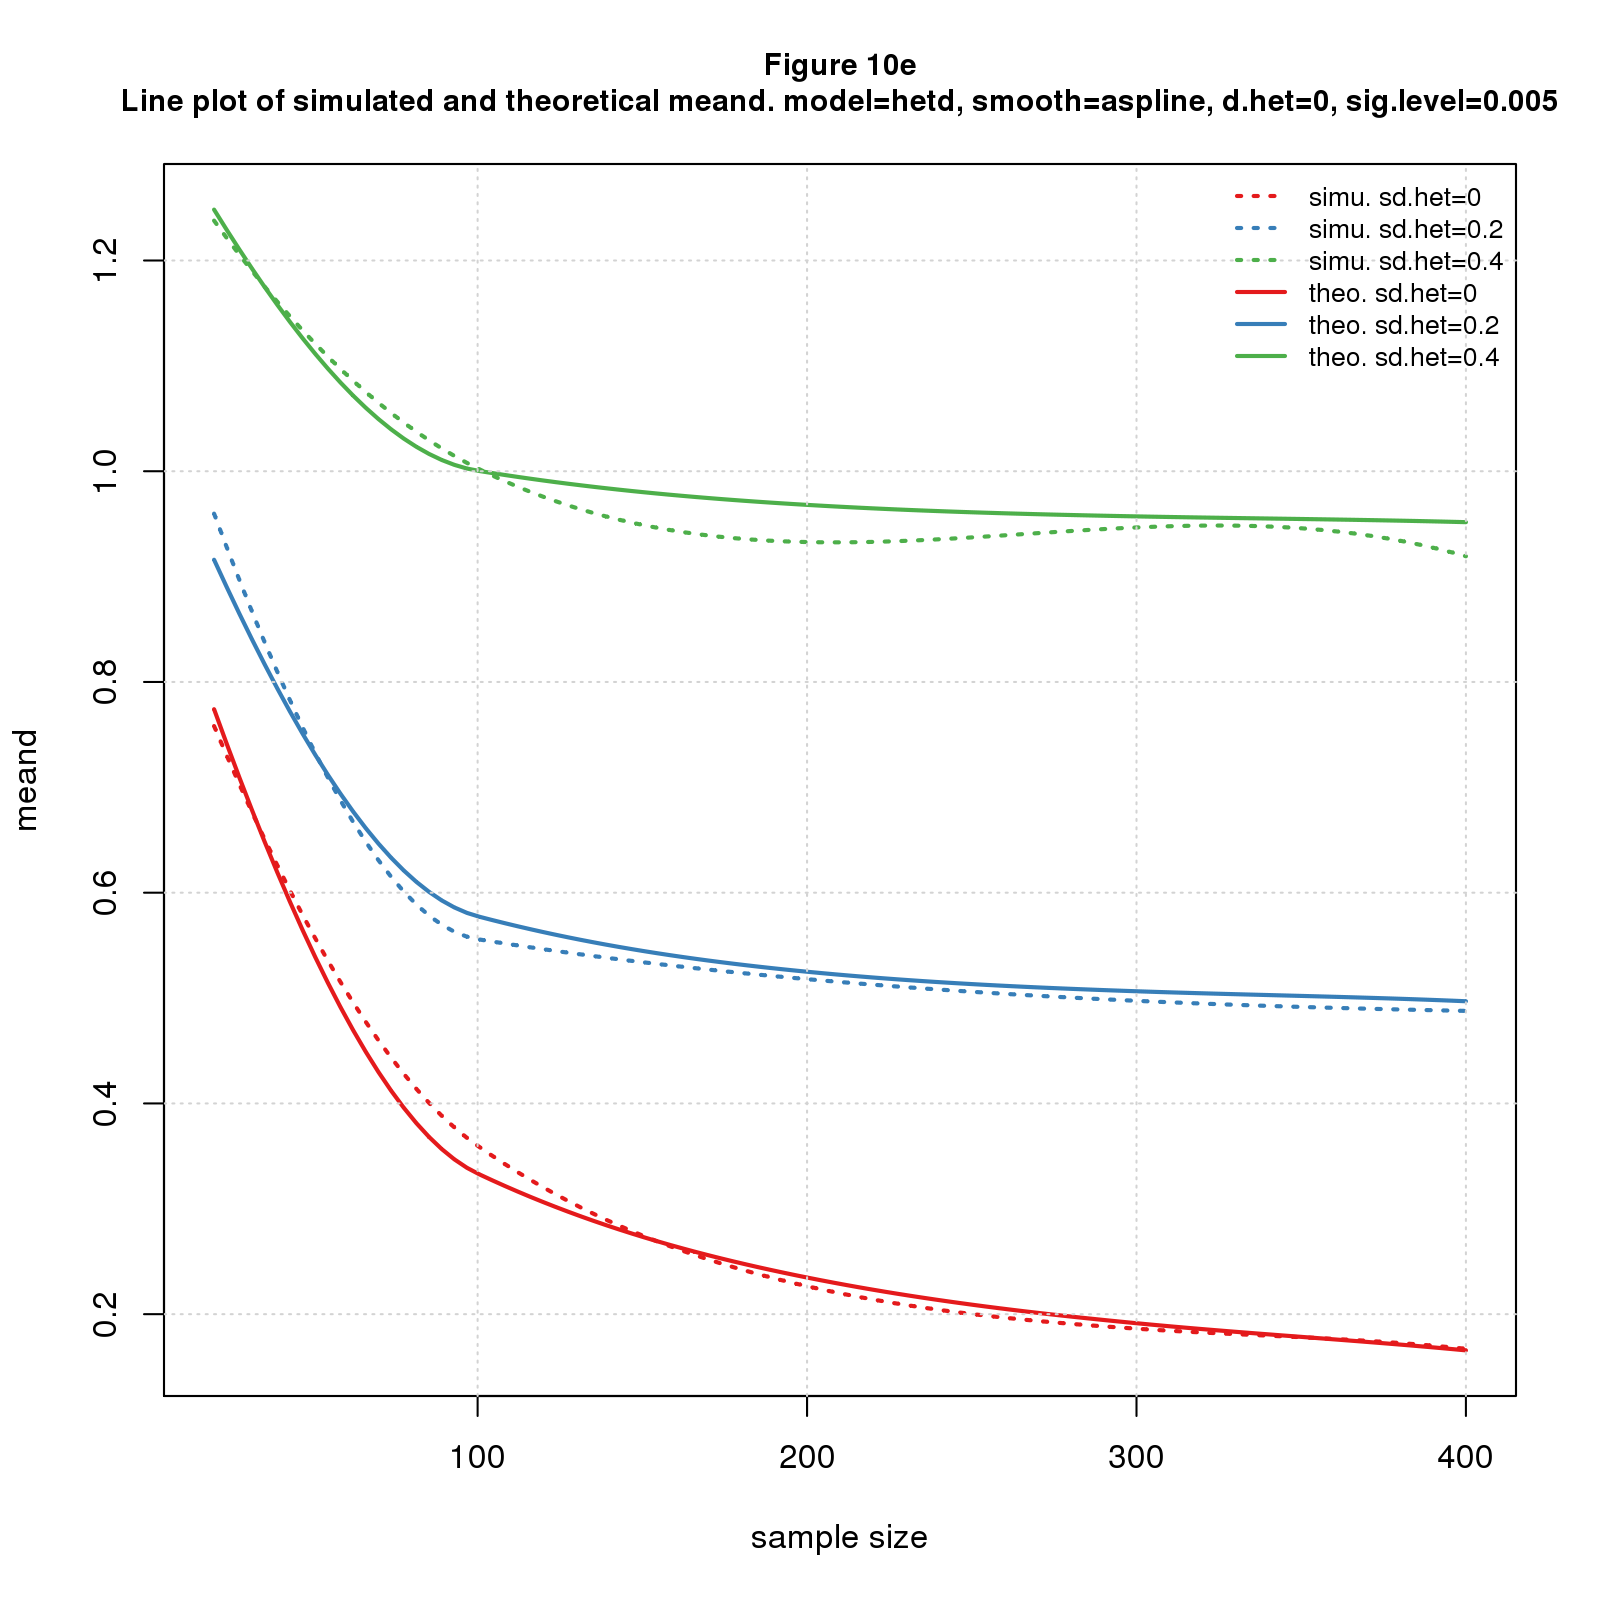 Figure 10e
Line plot of simulated and theoretical meand. model=hetd, smooth=aspline, d.het=0, sig.level=0.005
simu. sd.het=0
simu. sd.het=0.2
simu. sd.het=0.4
theo. sd.het=0
theo. sd.het=0.2
theo. sd.het=0.4
meand
1.2
1.0
0.8
0.6
0.4
0.2
100 200 300 400
sample size